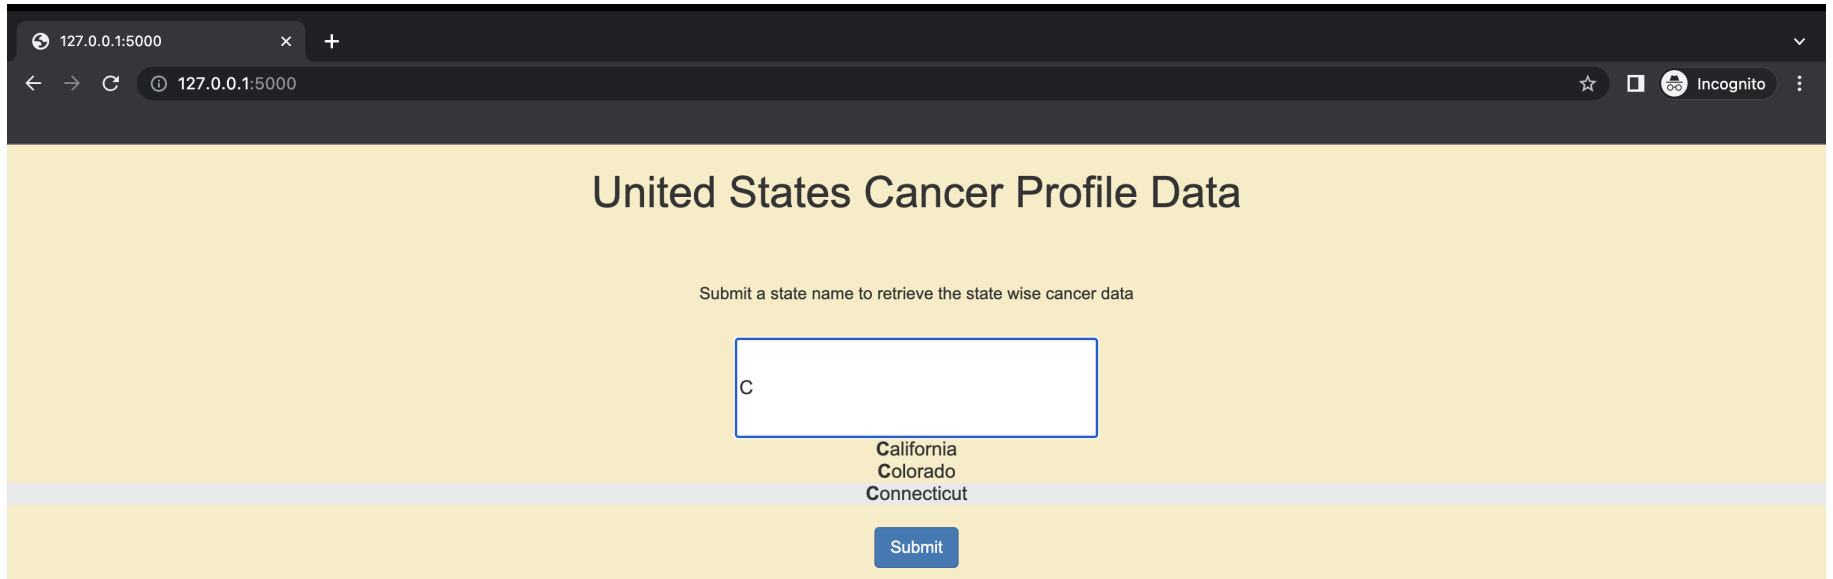 127.0.0.1:5000
127.0.0.1:5000
Incognito
United States Cancer Profile Data
Submit a state name to retrieve the state wise cancer data
C
California
Colorado
Connecticut
Submit